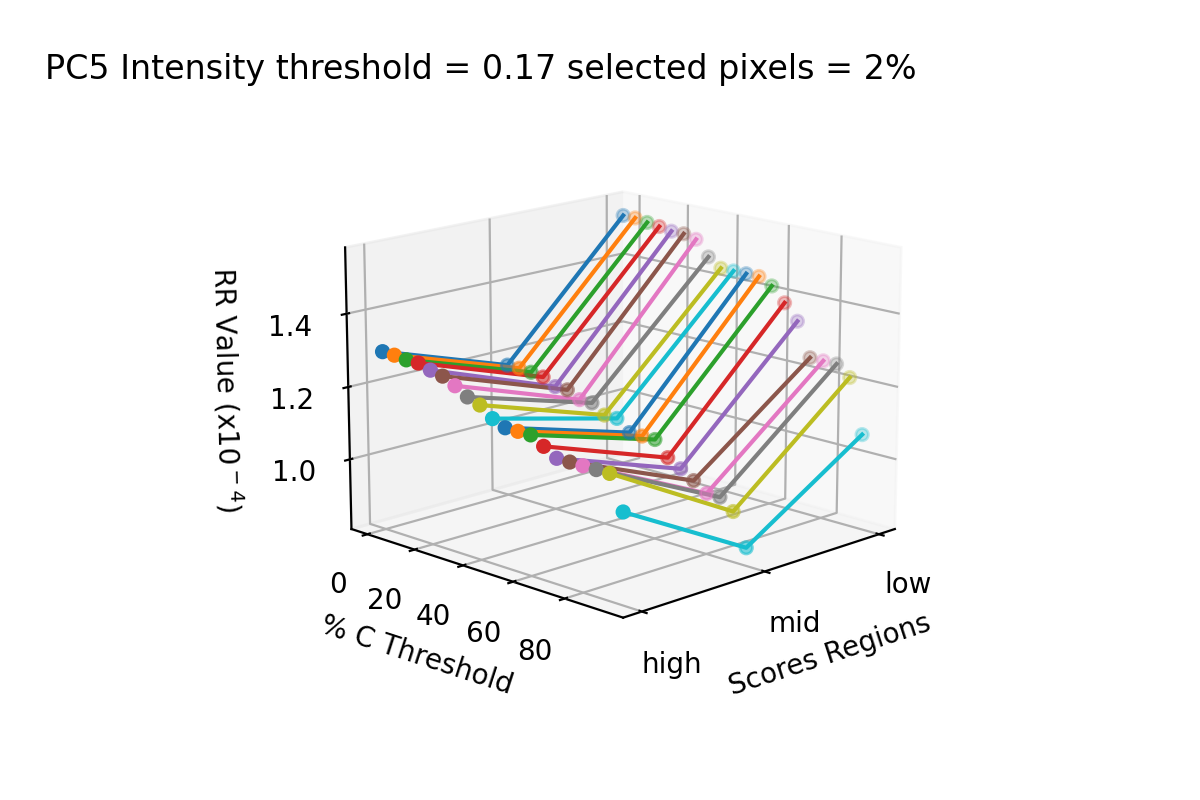 PC5 Intensity threshold = 0.17 selected pixels = 2%
RR Value (x10⁻⁴)
1.4
1.2
1.0
0
20
40
60
80
% C Threshold
high
mid
low
Scores Regions